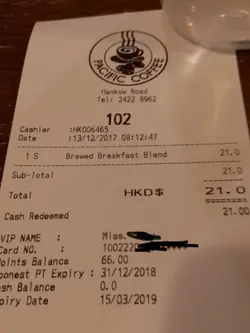 PACIFIC COFFEE
Hankow Road
Tel: 2422 8962
102
Cashier :HK006465
Date :13/12/2017 08:12:47
1 S Brewed Breakfast Blend 21.0
Sub-total 21.0
Total HKD$ 21.0
Cash Redeemed 21.00
VIP NAME : Miss.
CARD NO. : 1002220
Points Balance 66.00
oonest PT Expiry : 31/12/2018
ash Balance 0.0
piry Date 15/03/2019